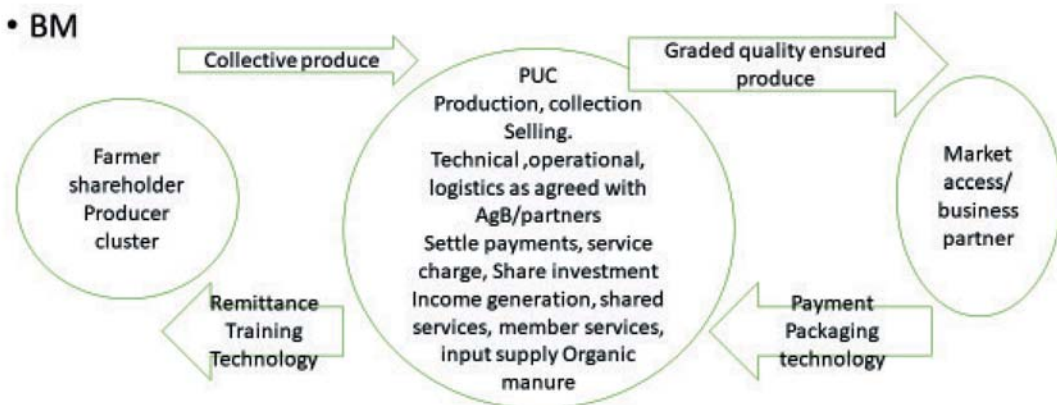 • BM
Collective produce
Graded quality ensured
produce
Farmer
shareholder
Producer
cluster
PUC
Production, collection
Selling.
Technical ,operational,
logistics as agreed with
AgB/partners
Settle payments, service
charge, Share investment
Income generation, shared
services, member services,
input supply Organic
manure
Market
access/
business
partner
Remittance
Training
Technology
Payment
Packaging
technology